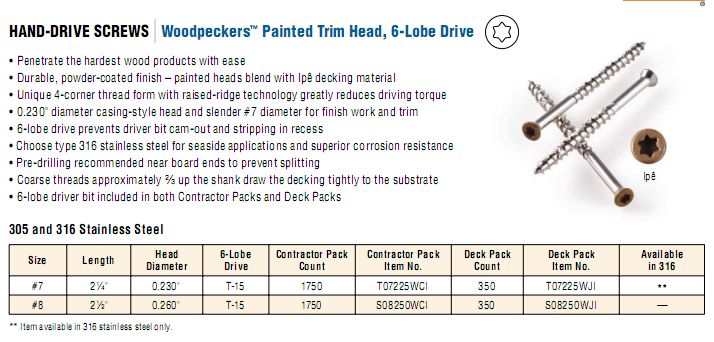 ®
HAND-DRIVE SCREWS | Woodpeckers™ Painted Trim Head, 6-Lobe Drive
• Penetrate the hardest wood products with ease
• Durable, powder-coated finish – painted heads blend with Ipê decking material
• Unique 4-corner thread form with raised-ridge technology greatly reduces driving torque
• 0.230" diameter casing-style head and slender #7 diameter for finish work and trim
• 6-lobe drive prevents driver bit cam-out and stripping in recess
• Choose type 316 stainless steel for seaside applications and superior corrosion resistance
• Pre-drilling recommended near board ends to prevent splitting
• Coarse threads approximately ⅔ up the shank draw the decking tightly to the substrate
• 6-lobe driver bit included in both Contractor Packs and Deck Packs
Ipê
305 and 316 Stainless Steel
Size Length Head Diameter 6-Lobe Drive Contractor Pack Count Contractor Pack Item No. Deck Pack Count Deck Pack Item No. Available in 316
#7 2¼" 0.230" T-15 1750 T07225WCI 350 T07225WJI **
#8 2½" 0.260" T-15 1750 S08250WCI 350 S08250WJI —
** Item available in 316 stainless steel only.